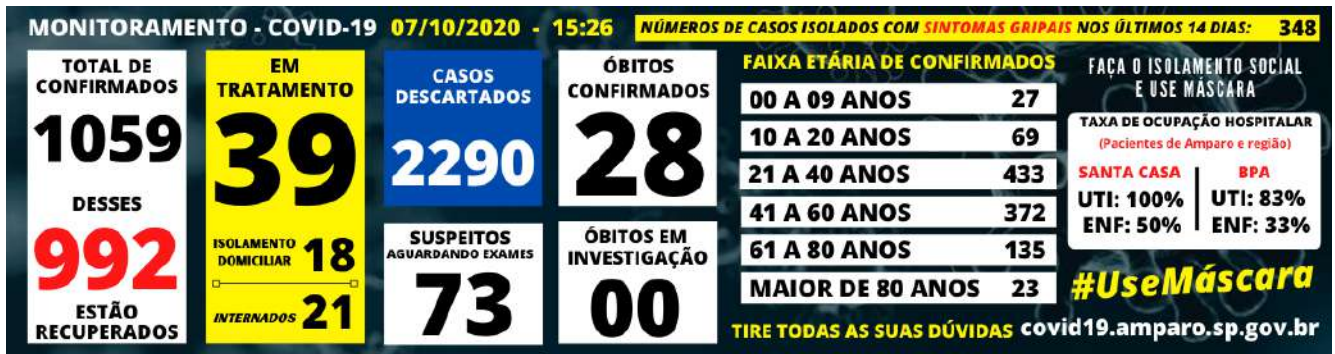 MONITORAMENTO - COVID-19 07/10/2020 - 15:26
NÚMEROS DE CASOS ISOLADOS COM SINTOMAS GRIPAIS NOS ÚLTIMOS 14 DIAS: 348
TOTAL DE
CONFIRMADOS
1059
DESSES
992
ESTÃO
RECUPERADOS
EM
TRATAMENTO
39
ISOLAMENTO
DOMICILIAR 18
INTERNADOS 21
CASOS
DESCARTADOS
2290
SUSPEITOS
AGUARDANDO EXAMES
73
ÓBITOS
CONFIRMADOS
28
ÓBITOS EM
INVESTIGAÇÃO
00
FAIXA ETÁRIA DE CONFIRMADOS
00 A 09 ANOS 27
10 A 20 ANOS 69
21 A 40 ANOS 433
41 A 60 ANOS 372
61 A 80 ANOS 135
MAIOR DE 80 ANOS 23
FAÇA O ISOLAMENTO SOCIAL
E USE MÁSCARA
TAXA DE OCUPAÇÃO HOSPITALAR
(Pacientes de Amparo e região)
SANTA CASA
UTI: 100%
ENF: 50%
BPA
UTI: 83%
ENF: 33%
#UseMáscara
TIRE TODAS AS SUAS DÚVIDAS covid19.amparo.sp.gov.br